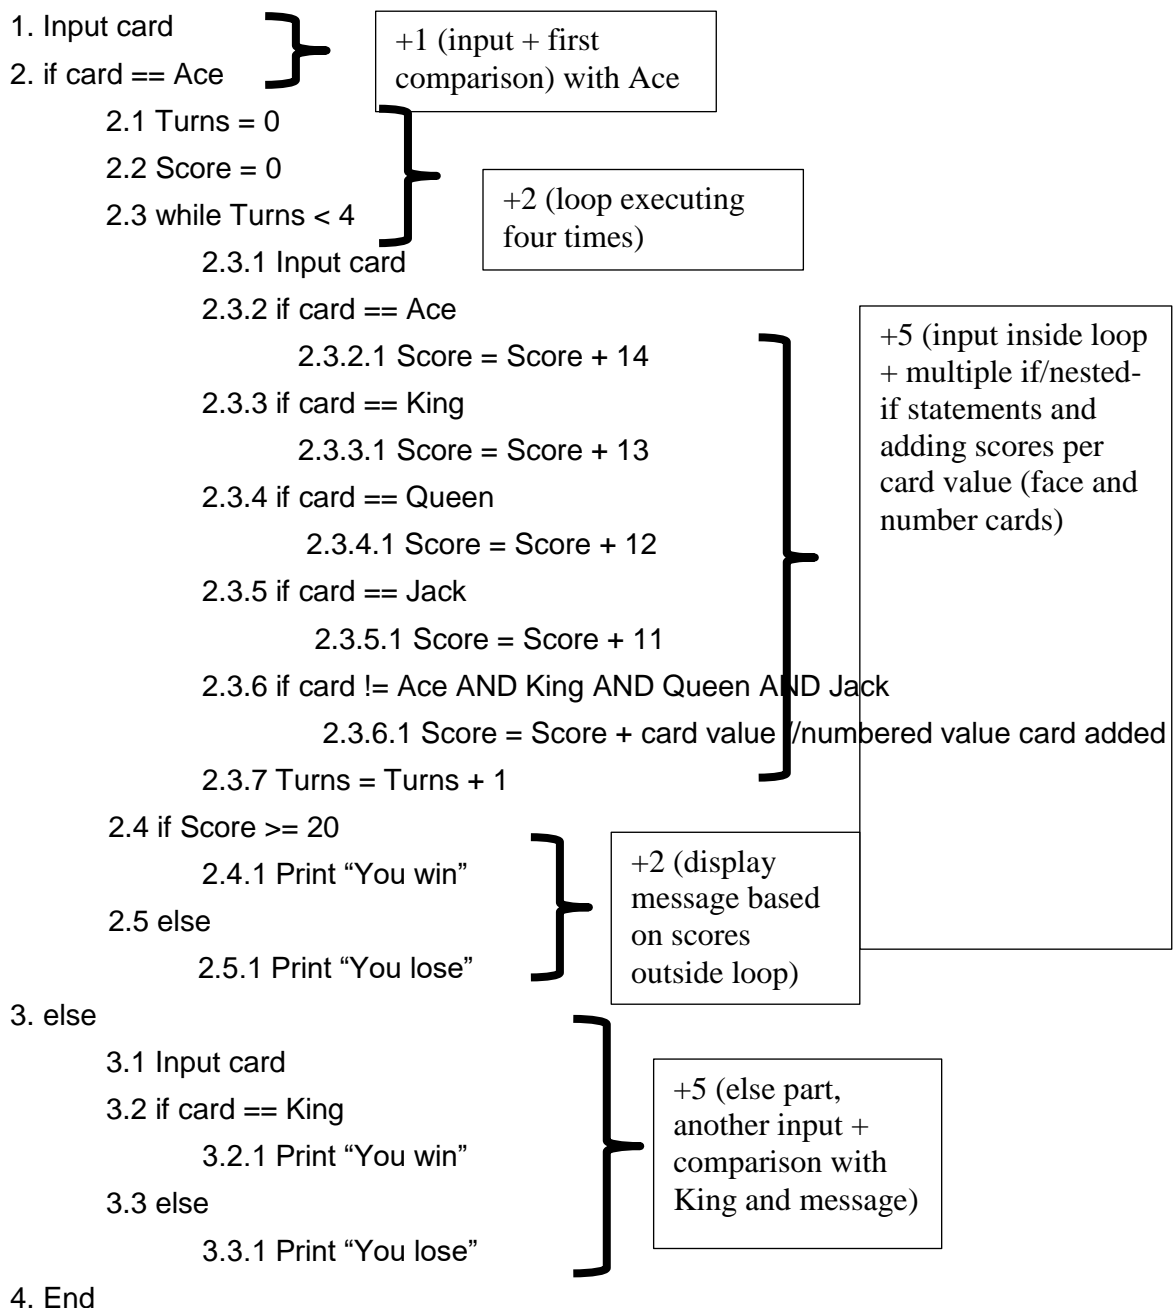 1. Input card
2. if card == Ace
+1 (input + first
comparison) with Ace
2.1 Turns = 0
2.2 Score = 0
2.3 while Turns < 4
+2 (loop executing
four times)
2.3.1 Input card
2.3.2 if card == Ace
2.3.2.1 Score = Score + 14
2.3.3 if card == King
2.3.3.1 Score = Score + 13
2.3.4 if card == Queen
2.3.4.1 Score = Score + 12
2.3.5 if card == Jack
2.3.5.1 Score = Score + 11
2.3.6 if card != Ace AND King AND Queen AND Jack
2.3.6.1 Score = Score + card value //numbered value card added
2.3.7 Turns = Turns + 1
+5 (input inside loop
+ multiple if/nested-
if statements and
adding scores per
card value (face and
number cards)
2.4 if Score >= 20
2.4.1 Print “You win”
2.5 else
2.5.1 Print “You lose”
+2 (display
message based
on scores
outside loop)
3. else
3.1 Input card
3.2 if card == King
3.2.1 Print “You win”
3.3 else
3.3.1 Print “You lose”
+5 (else part,
another input +
comparison with
King and message)
4. End